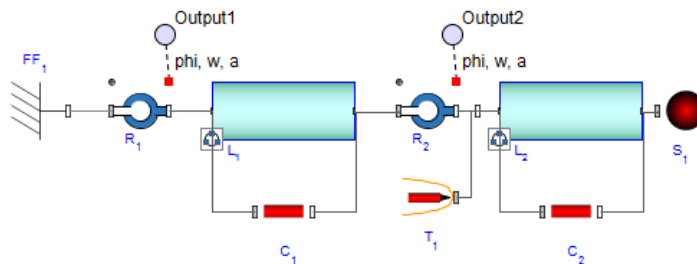 Output1
Output2
FF₁
phi, w, a
phi, w, a
R₁
L₁
R₂
L₂
S₁
T₁
C₁
C₂